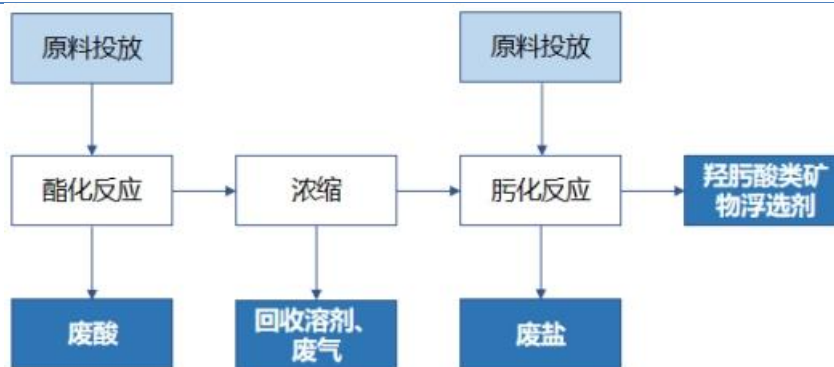 原料投放
原料投放
酯化反应
浓缩
肟化反应
羟肟酸类矿
物浮选剂
废酸
回收溶剂、
废气
废盐